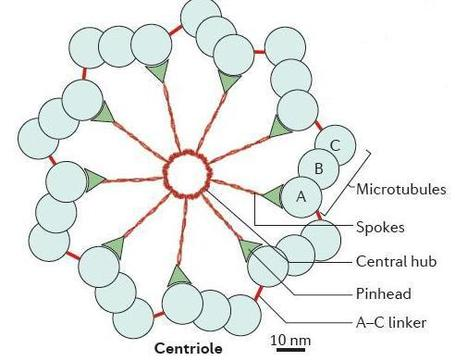 C
B
A
Microtubules
Spokes
Central hub
Pinhead
A–C linker
Centriole
10 nm